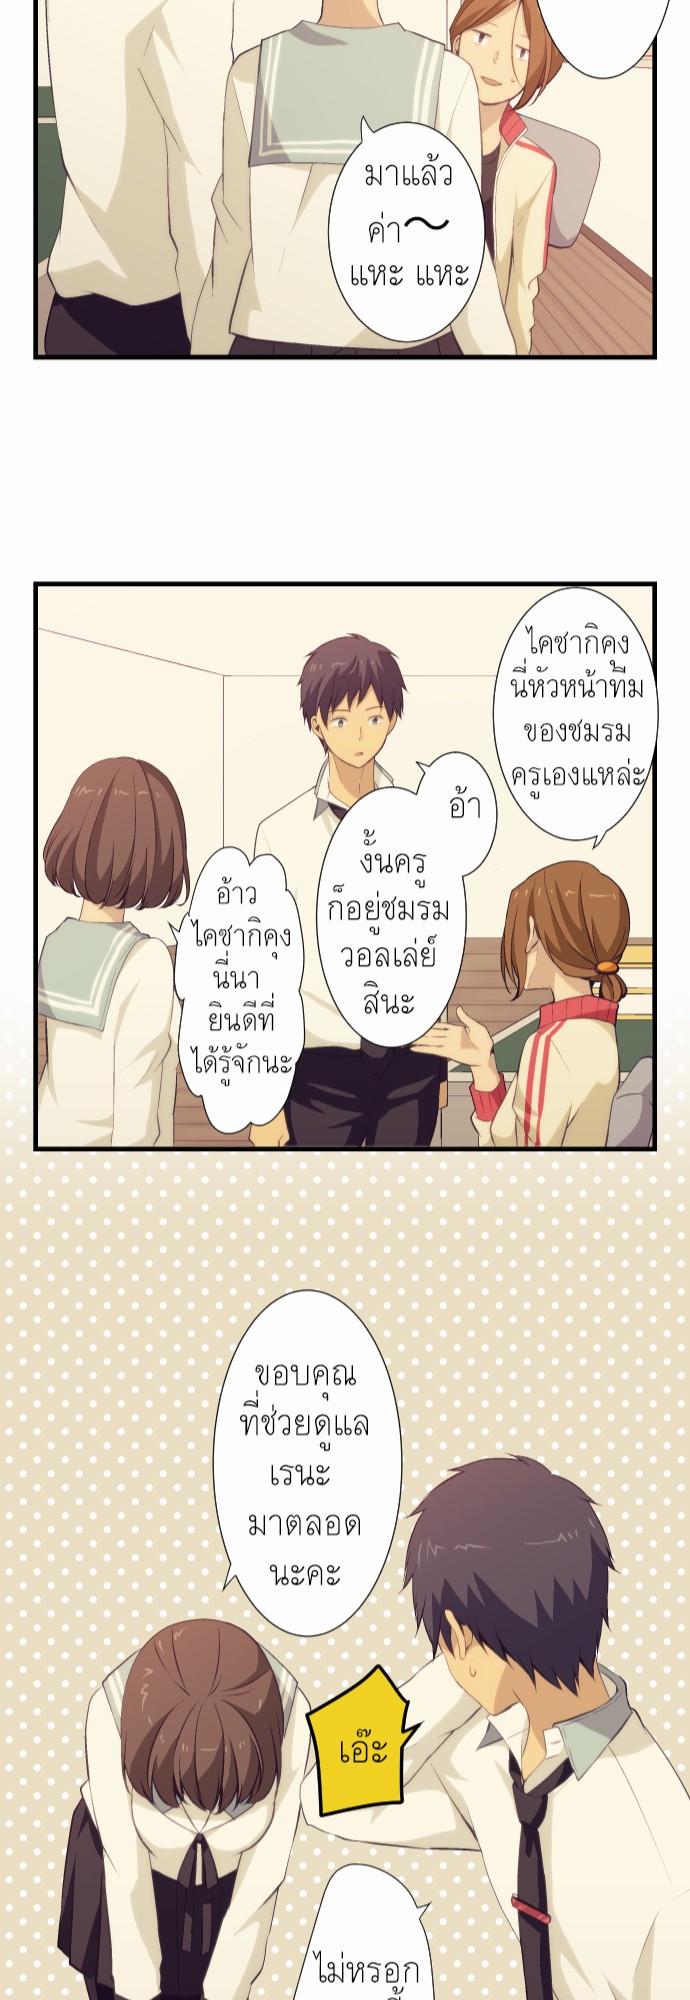 มาแล้ว
ค่า～
แหะ แหะ
ไคซากิคุง
นี่หัวหน้าทีม
ของชมรม
ครูเองแหล่ะ
อ้า
งั้นครู
ก็อยู่ชมรม
วอลเล่ย์
สินะ
อ้าว
ไคซากิคุง
นี่นา
ยินดีที่
ได้รู้จักนะ
ขอบคุณ
ที่ช่วยดูแล
เรนะ
มาตลอด
นะคะ
เอ๊ะ
ไม่หรอก